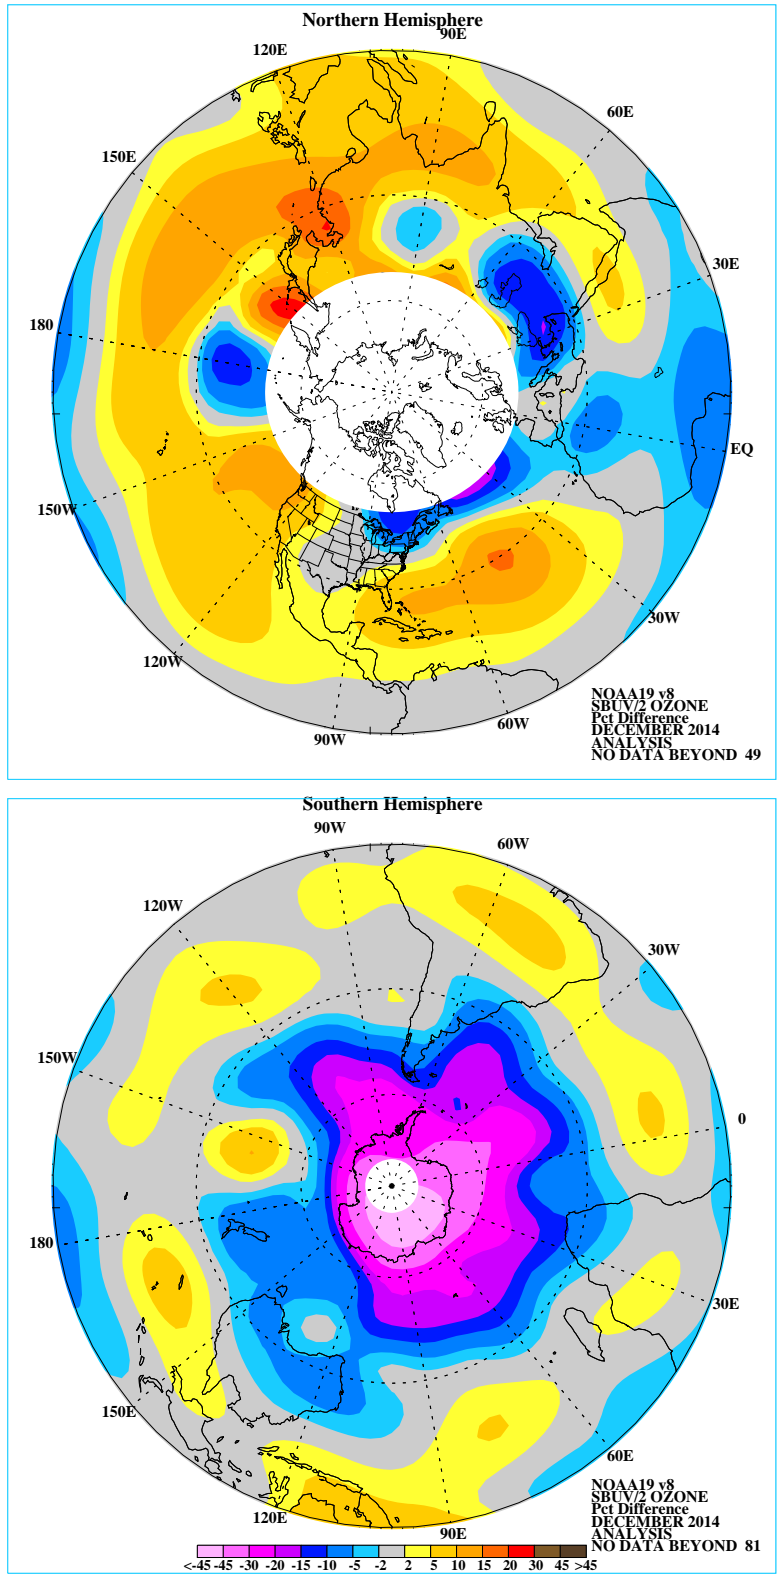 Northern Hemisphere
90E
120E
60E
150E
30E
180
EQ
150W
30W
120W
60W
90W
NOAA19 v8
SBUV/2 OZONE
Pct Difference
DECEMBER 2014
ANALYSIS
NO DATA BEYOND 49
Southern Hemisphere
90W
60W
120W
30W
150W
0
180
30E
150E
60E
120E
90E
NOAA19 v8
SBUV/2 OZONE
Pct Difference
DECEMBER 2014
ANALYSIS
NO DATA BEYOND 81
<-45 -45 -30 -20 -15 -10 -5 -2 2 5 10 15 20 30 45 >45